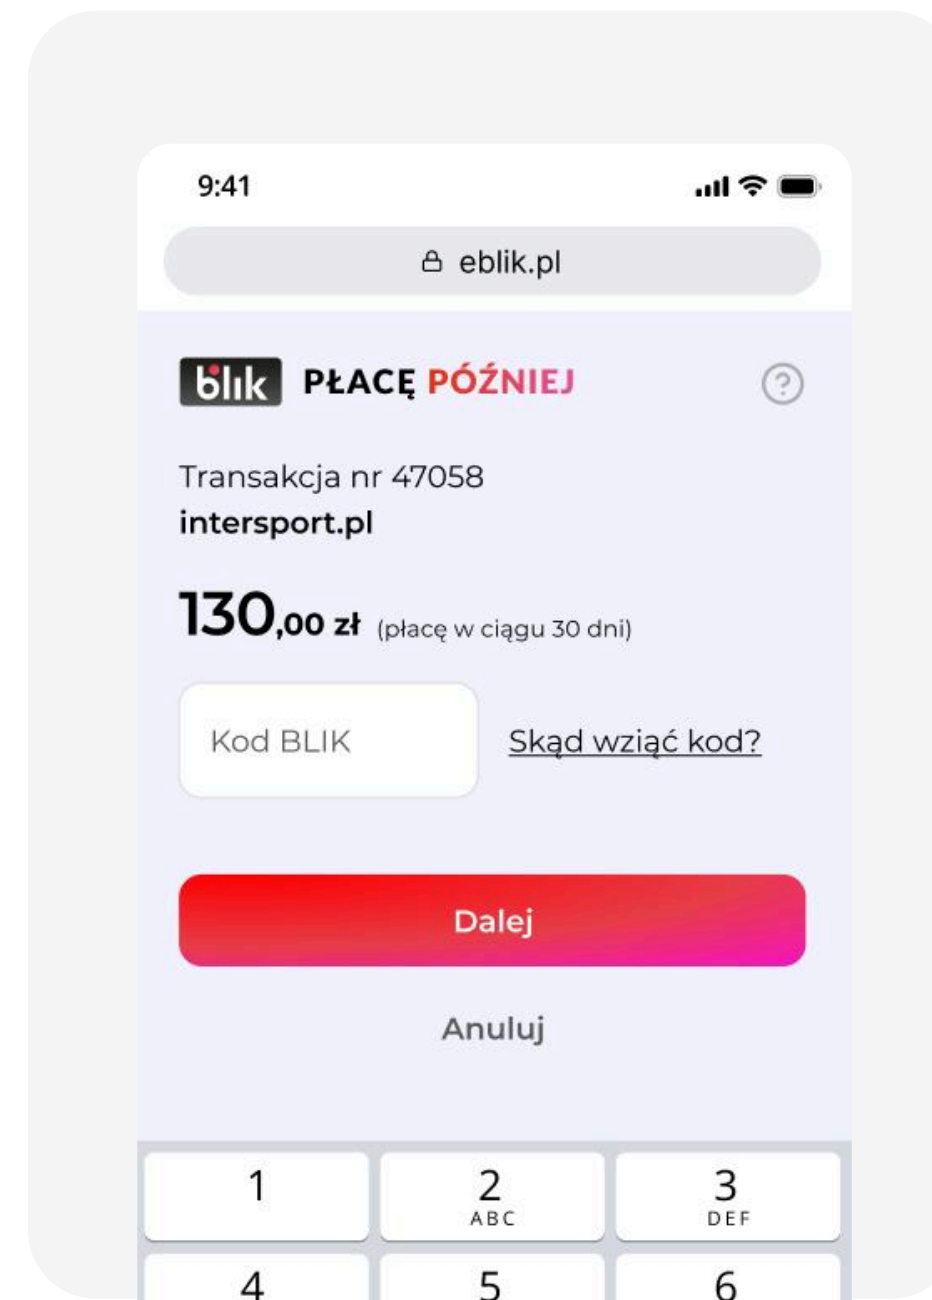 9:41
eblik.pl
blik PŁACĘ PÓŹNIEJ
?
Transakcja nr 47058
intersport.pl
130,00 zł (płacę w ciągu 30 dni)
Kod BLIK Skąd wziąć kod?
Dalej
Anuluj
1 2 3
ABC DEF
4 5 6